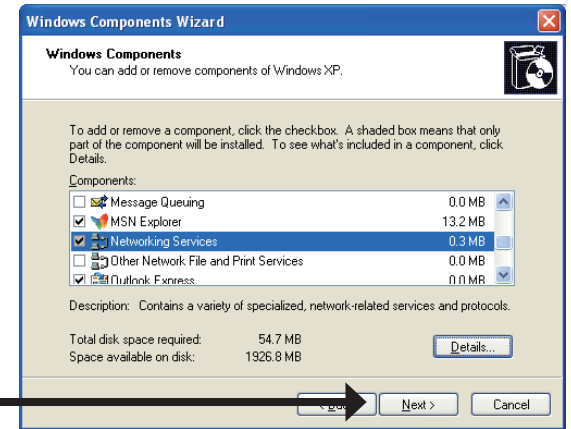 Windows Components Wizard
Windows Components
You can add or remove components of Windows XP.
To add or remove a component, click the checkbox. A shaded box means that only
part of the component will be installed. To see what's included in a component, click
Details.
Components:
Message Queuing 0.0 MB
MSN Explorer 13.2 MB
Networking Services 0.3 MB
Other Network File and Print Services 0.0 MB
Outlook Express 0.0 MB
Description: Contains a variety of specialized, network-related services and protocols.
Total disk space required: 54.7 MB
Space available on disk: 1926.8 MB
Details...
Next > Cancel